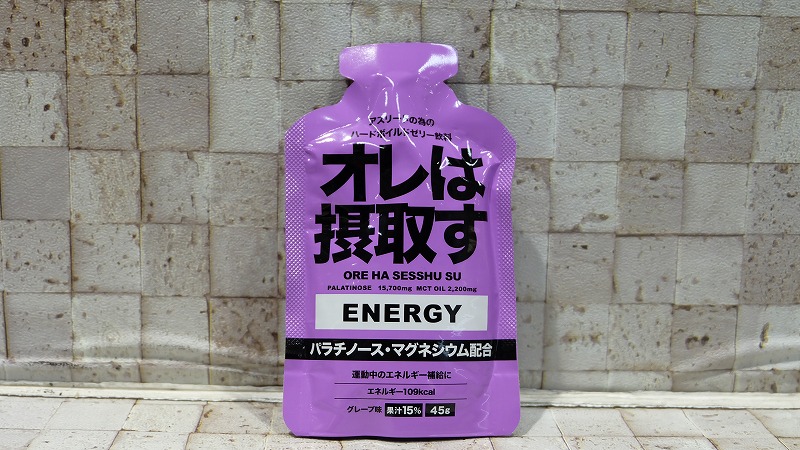 アスリートの為の
ハードボイルドゼリー飲料
オレは
摂取す
ORE HA SESSHU SU
PALATINOSE 15,700mg MCT OIL 2,200mg
ENERGY
パラチノース・マグネシウム配合
運動中のエネルギー補給に
エネルギー109kcal
グレープ味 果汁15% 45g